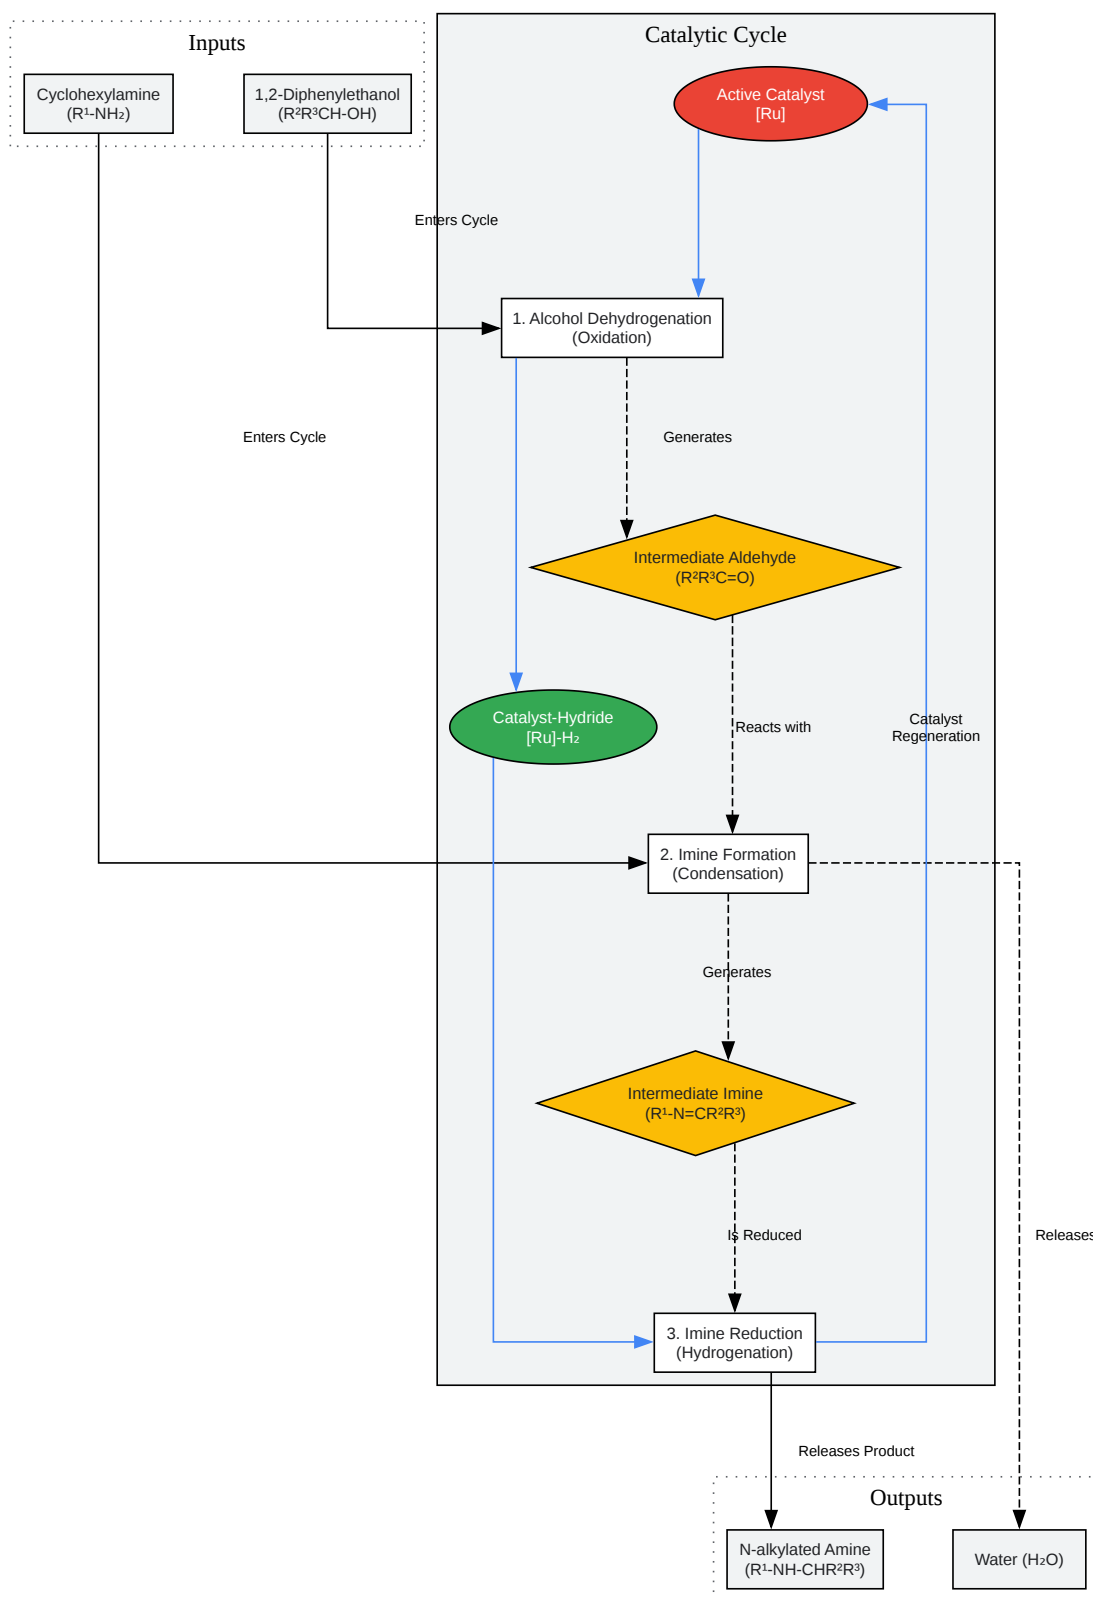 Inputs
Cyclohexylamine
(R¹-NH₂)
1,2-Diphenylethanol
(R²R³CH-OH)
Catalytic Cycle
Active Catalyst
[Ru]
Enters Cycle
1. Alcohol Dehydrogenation
(Oxidation)
Enters Cycle
Generates
Intermediate Aldehyde
(R²R³C=O)
Catalyst-Hydride
[Ru]-H₂
Reacts with
Catalyst
Regeneration
2. Imine Formation
(Condensation)
Generates
Intermediate Imine
(R¹-N=CR²R³)
Is Reduced
Releases
3. Imine Reduction
(Hydrogenation)
Releases Product
Outputs
N-alkylated Amine
(R¹-NH-CHR²R³)
Water (H₂O)